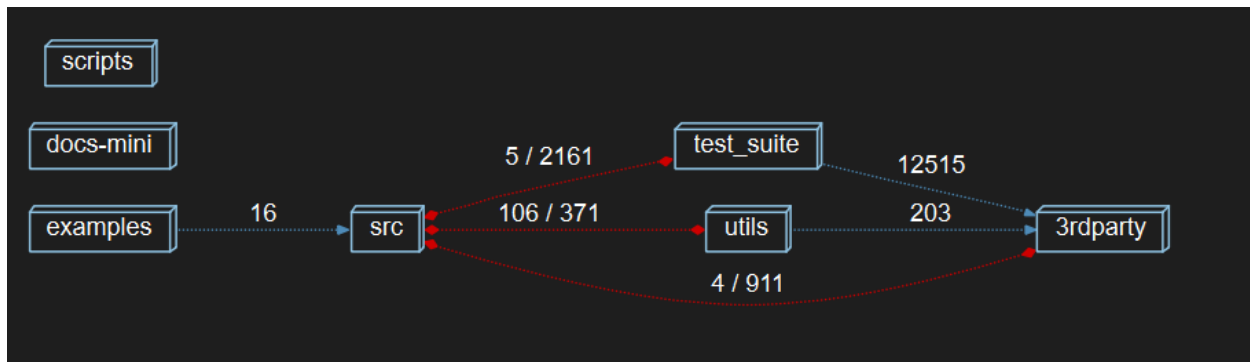 scripts
docs-mini
5 / 2161
test_suite
12515
examples
16
src
106 / 371
utils
203
3rdparty
4 / 911